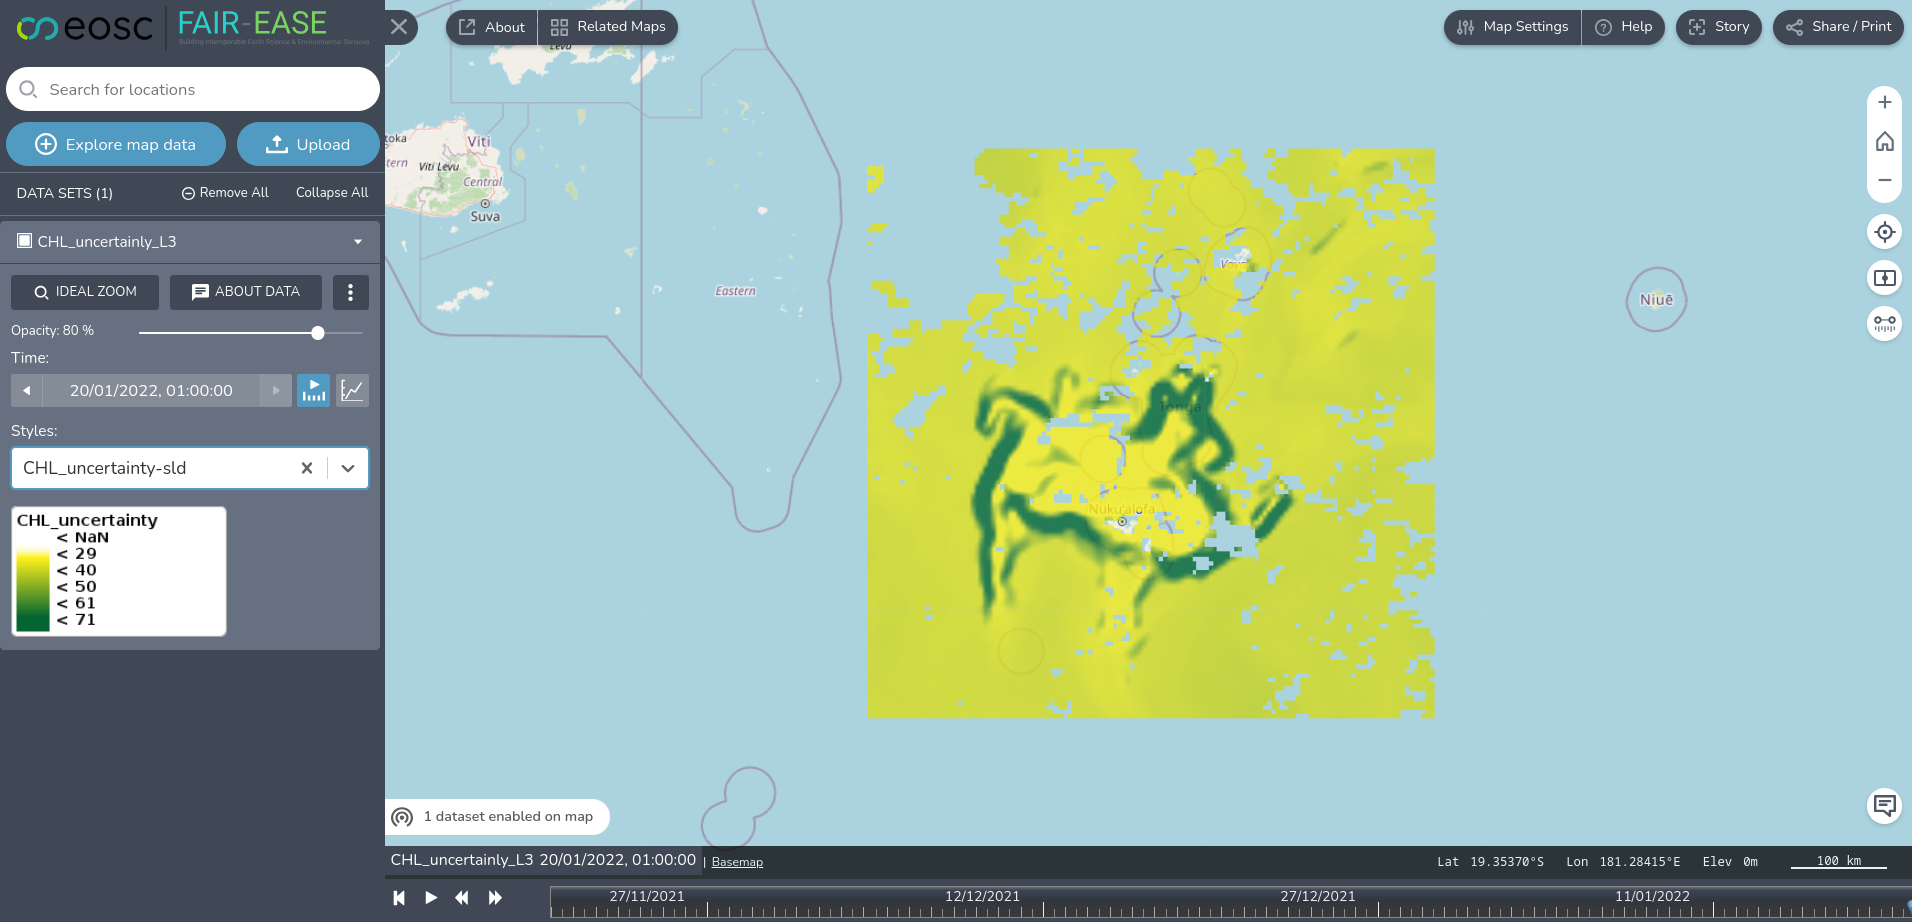 eosc
FAIR-EASE
Building Interoperable Earth Science & Environmental Services
Search for locations
Explore map data
Upload
DATA SETS (1)
Remove All
Collapse All
CHL_uncertainly_L3
IDEAL ZOOM
ABOUT DATA
Opacity: 80 %
Time:
20/01/2022, 01:00:00
Styles:
CHL_uncertainty-sld
CHL_uncertainty
< NaN
< 29
< 40
< 50
< 61
< 71
About
Related Maps
Map Settings
Help
Story
Share / Print
Levu
toka
Viti
tern
Viti Levu
Central
Suva
Eastern
Niuē
Tonga
Nuku'alofa
1 dataset enabled on map
CHL_uncertainly_L3 20/01/2022, 01:00:00 | Basemap
Lat 19.35370°S Lon 181.28415°E Elev 0m
100 km
27/11/2021
12/12/2021
27/12/2021
11/01/2022